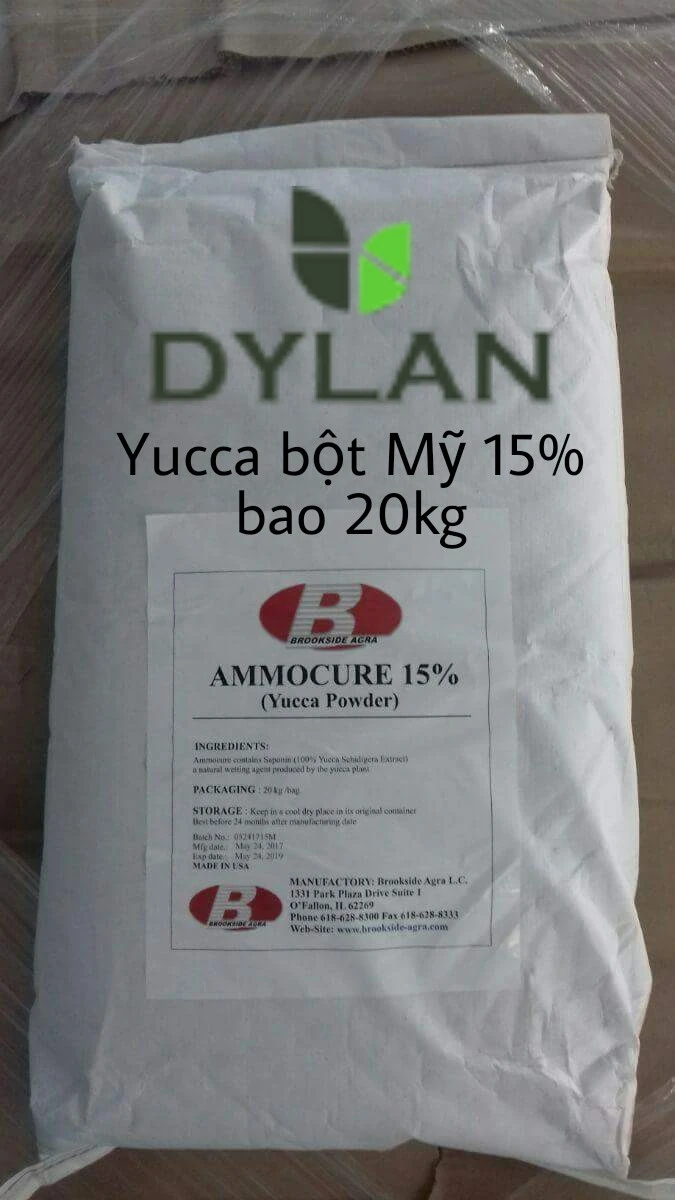 DYLAN
Yucca bột Mỹ 15%
bao 20kg
B
BROOKSIDE AGRA
AMMOCURE 15%
(Yucca Powder)
INGREDIENTS:
Ammocure contains Saponin (100% Yucca Schidigera Extract)
a natural wetting agent produced by the yucca plant.
PACKAGING : 20 kg /bag.
STORAGE : Keep in a cool dry place in its original container
Best before 24 months after manufacturing date
Batch No.: 05241715M
Mfg date.: May 24, 2017
Exp date.: May 24, 2019
MADE IN USA
B
BROOKSIDE AGRA
MANUFACTORY: Brookside Agra L.C.
1331 Park Plaza Drive Suite 1
O'Fallon, IL 62269
Phone 618-628-8300 Fax 618-628-8333
Web-Site: www.brookside-agra.com